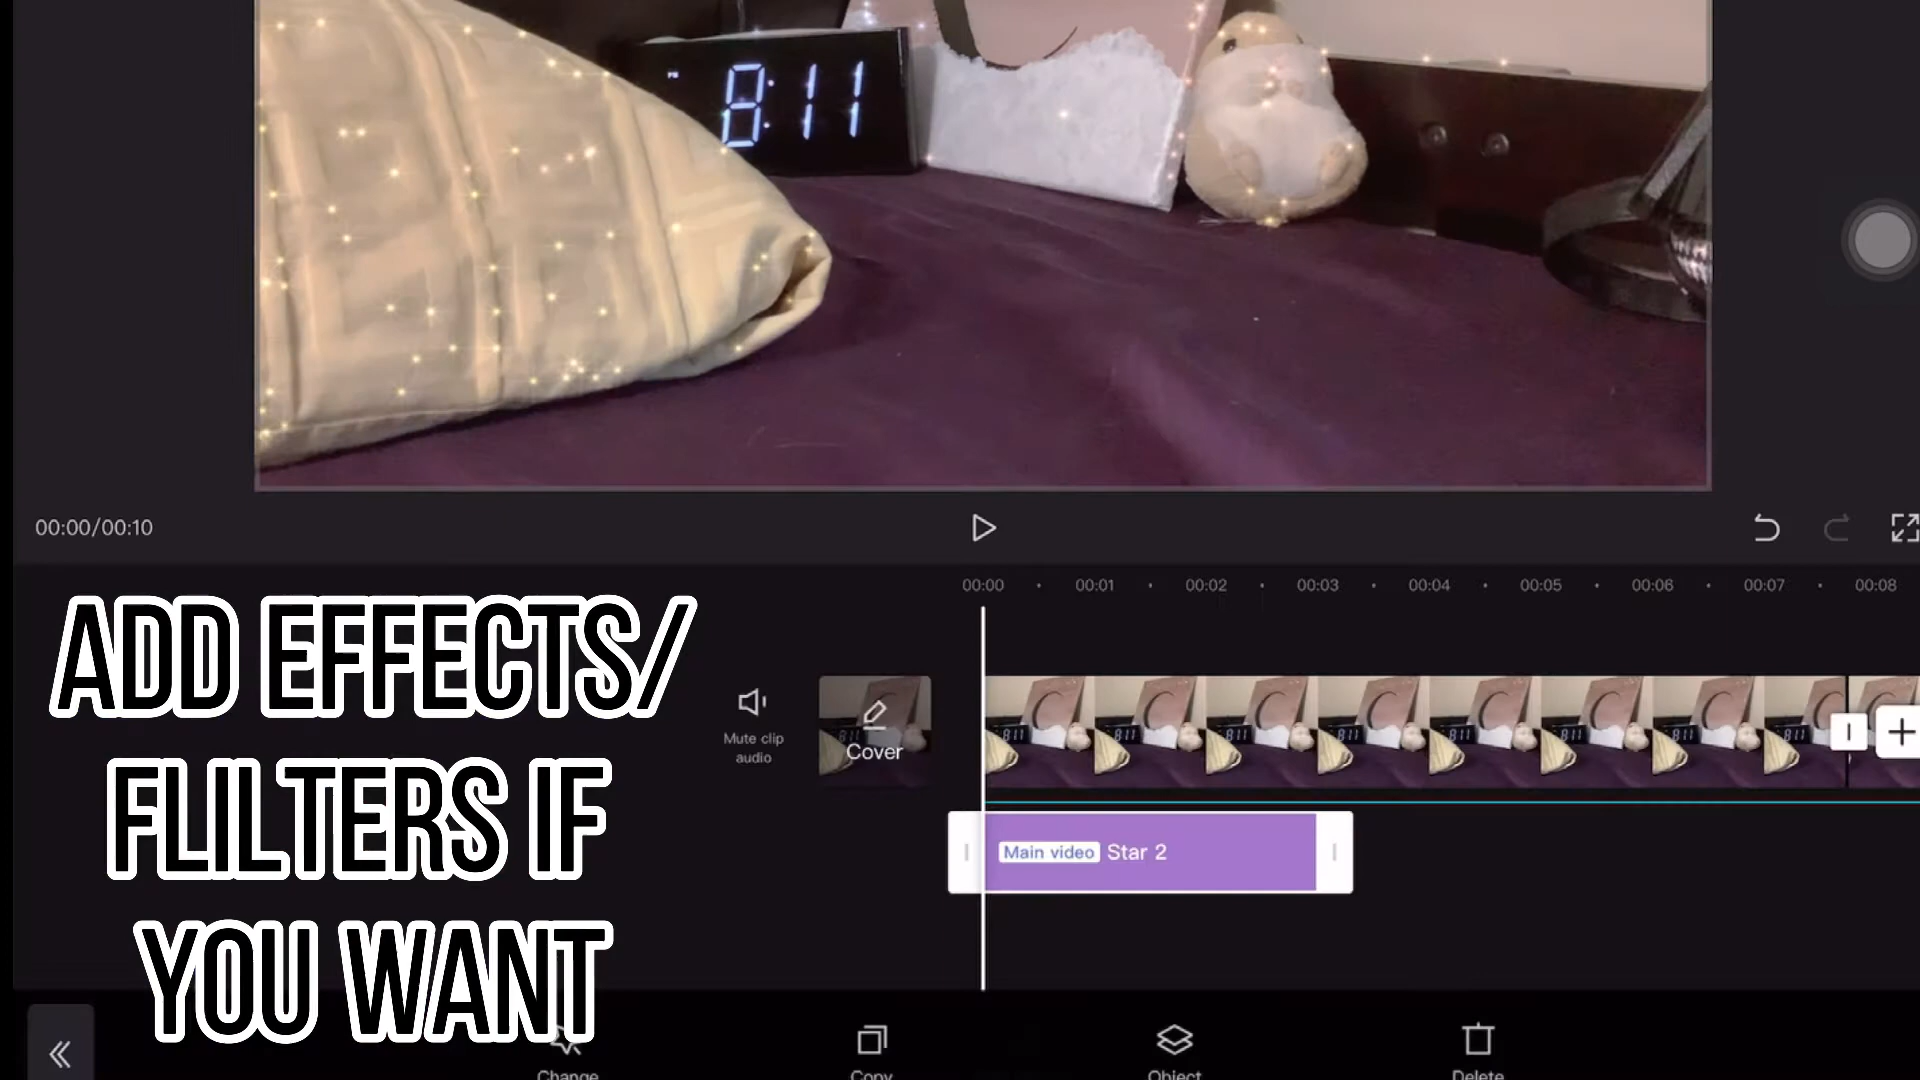 8:11
00:00/00:10
00:00 00:01 00:02 00:03 00:04 00:05 00:06 00:07 00:08
ADD EFFECTS/
FLILTERS IF
YOU WANT
Mute clip
audio
Cover
Main video Star 2
Change Copy Object Delete